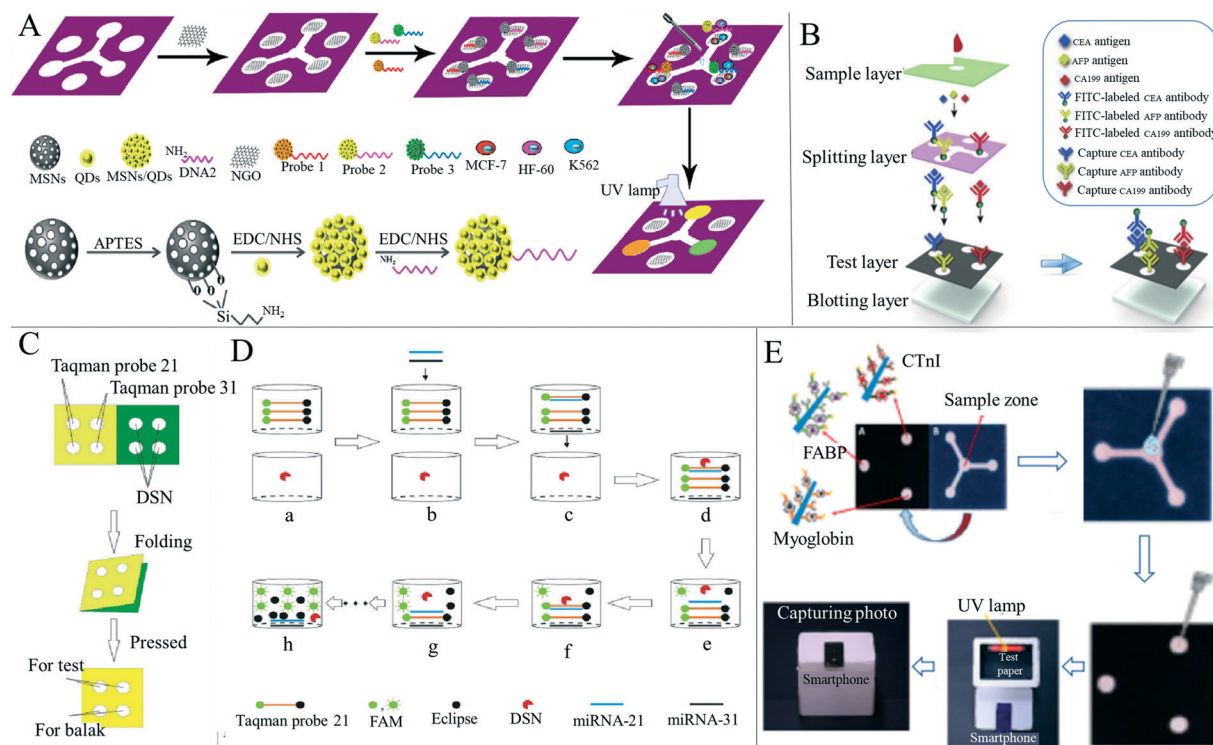 A
MSNs
QDs
MSNs/QDs
NH₂
DNA2
NGO
Probe 1
Probe 2
Probe 3
MCF-7
HF-60
K562
UV lamp
APTES
EDC/NHS
EDC/NHS
NH₂
O
O
O
Si
NH₂
B
Sample layer
Splitting layer
Test layer
Blotting layer
CEA antigen
AFP antigen
CA199 antigen
FITC-labeled CEA antibody
FITC-labeled AFP antibody
FITC-labeled CA199 antibody
Capture CEA antibody
Capture AFP antibody
Capture CA199 antibody
C
Taqman probe 21
Taqman probe 31
DSN
Folding
Pressed
For test
For balak
D
a
b
c
d
h
g
f
e
Taqman probe 21
FAM
Eclipse
DSN
miRNA-21
miRNA-31
E
CTnI
Sample zone
A
B
FABP
Myoglobin
Capturing photo
Smartphone
UV lamp
Test
paper
Smartphone